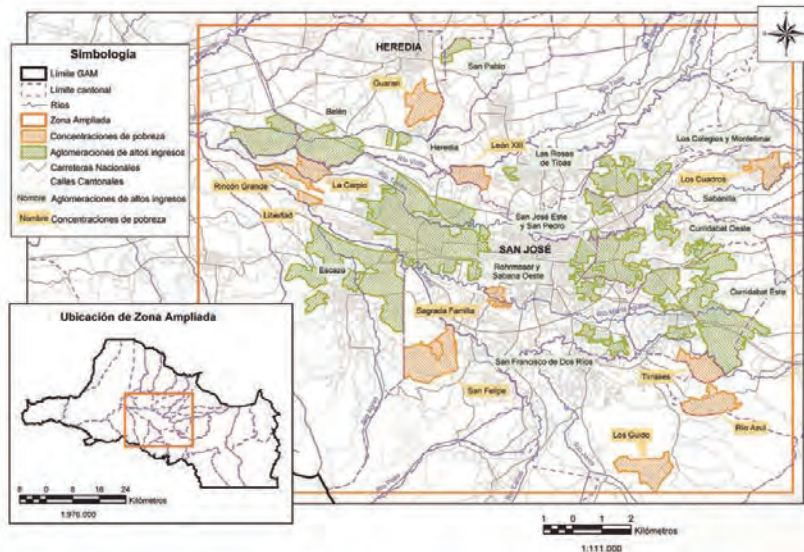 Simbología
Límite GAM
Límite cantonal
Ríos
Zona Ampliada
Concentraciones de pobreza
Aglomeraciones de altos ingresos
Carreteras Nacionales
Calles Cantonales
Nombre Aglomeraciones de altos ingresos
Nombre Concentraciones de pobreza
HEREDIA
San Pablo
Guararí
Belén
Heredia
León XIII
Las Rosas de Tibás
Los Colegios y Montelimar
Los Cuadros
Sabanilla
Rincón Grande
La Carpio
Libertad
San José Este
y San Pedro
Curridabat Oeste
SAN JOSÉ
Escazú
Rohrmoser y
Sabana Oeste
Curridabat Este
Sagrada Familia
San Francisco de Dos Ríos
Tirrases
San Felipe
Río Azul
Los Guido
Ubicación de Zona Ampliada
8 0 8 16 24
Kilómetros
1:976.000
1 0 1 2
Kilómetros
1:111.000